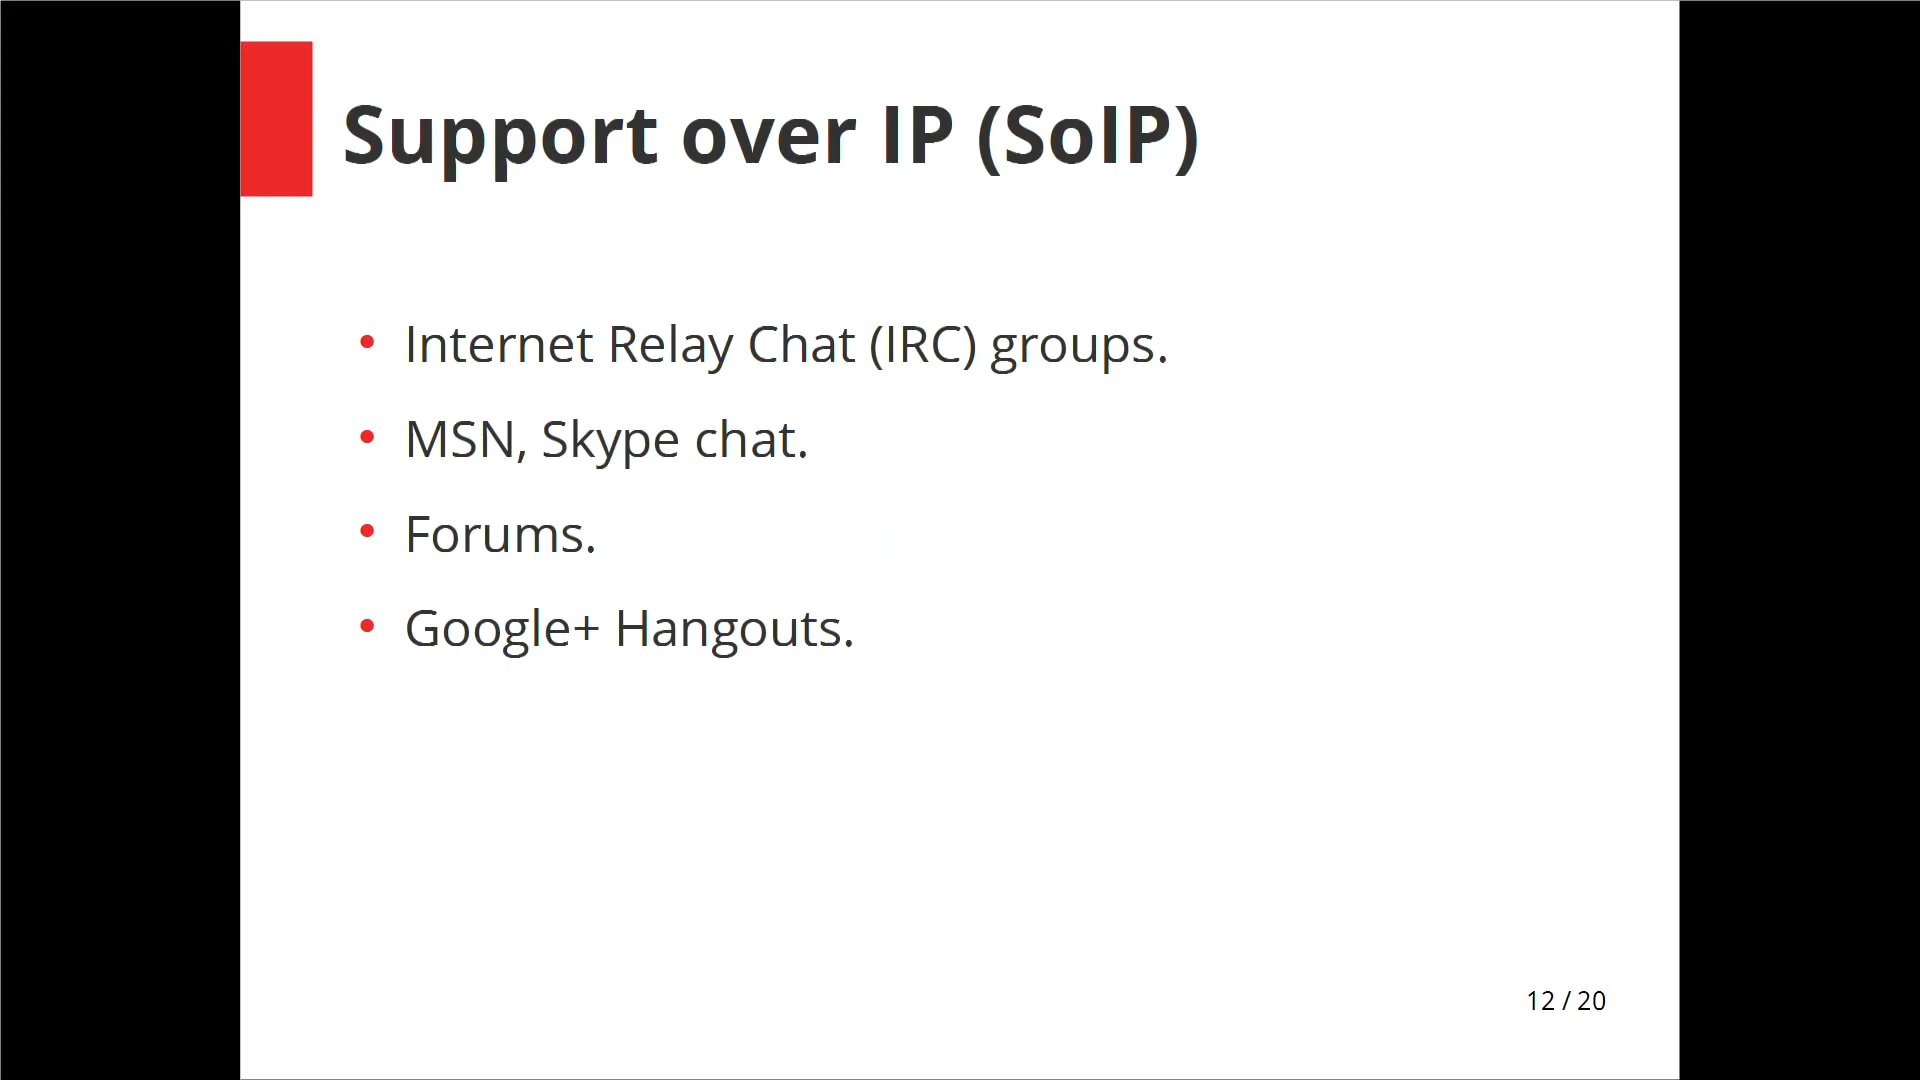 Support over IP (SoIP)
• Internet Relay Chat (IRC) groups.
• MSN, Skype chat.
• Forums.
• Google+ Hangouts.
12 / 20